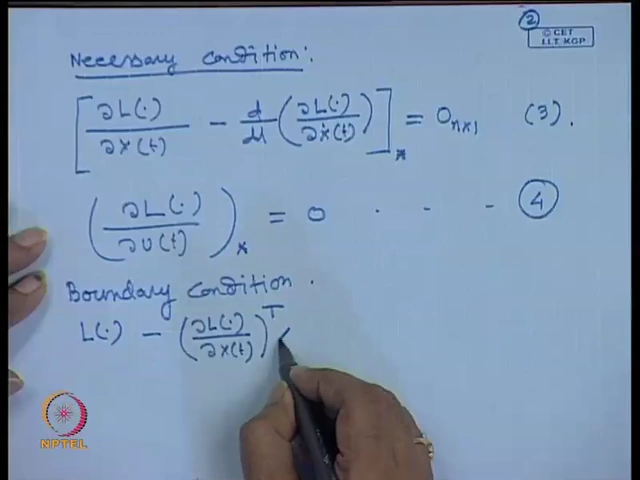 2
© CET
I.I.T. KGP
Necessary condition:
[∂L(·)/∂x(t) − d/dt (∂L(·)/∂ẋ(t))]* = 0n×1 (3).
(∂L(·)/∂u(t))* = 0 . - - 4
Boundary condition.
L(·) − (∂L(·)/∂ẋ(t))^T
NPTEL